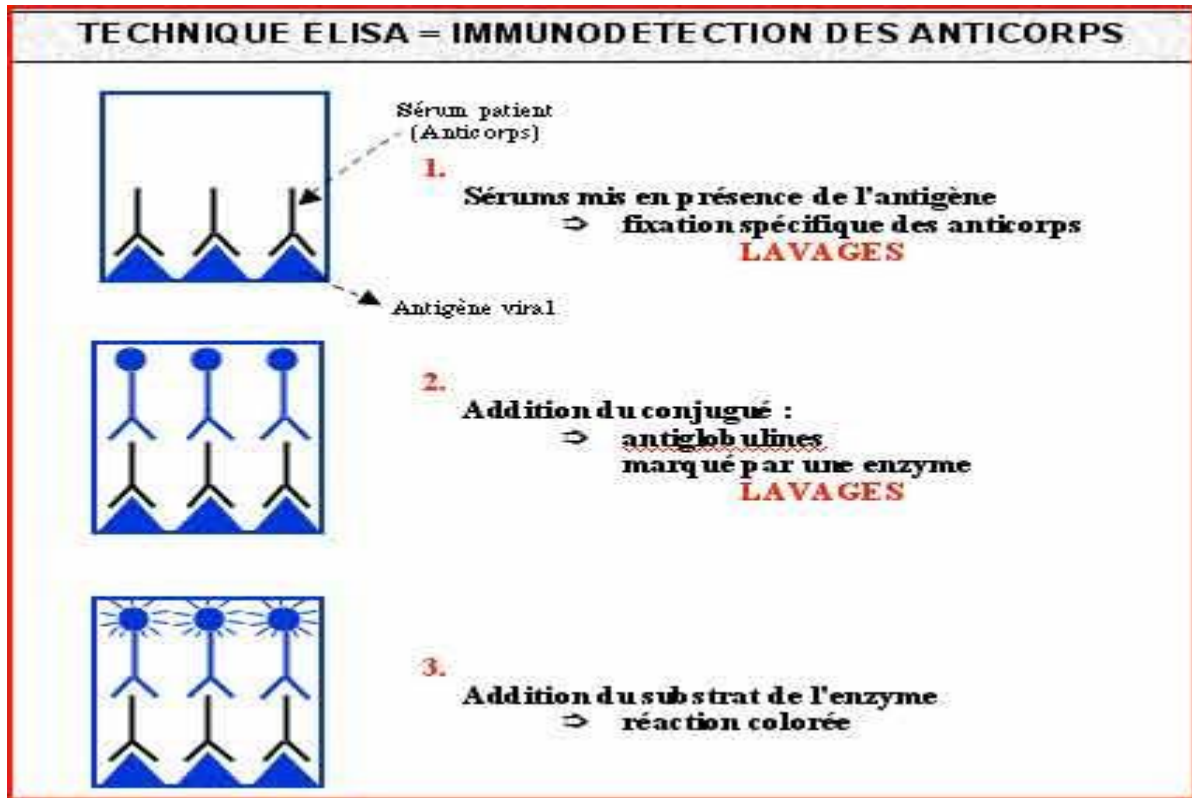 TECHNIQUE ELISA = IMMUNODETECTION DES ANTICORPS
Sérum patient
(Anticorps)
1.
Sérums mis en présence de l'antigène
⇒ fixation spécifique des anticorps
LAVAGES
Antigène viral
2.
Addition du conjugué :
⇒ antiglobulines
marqué par une enzyme
LAVAGES
3.
Addition du substrat de l'enzyme
⇒ réaction colorée